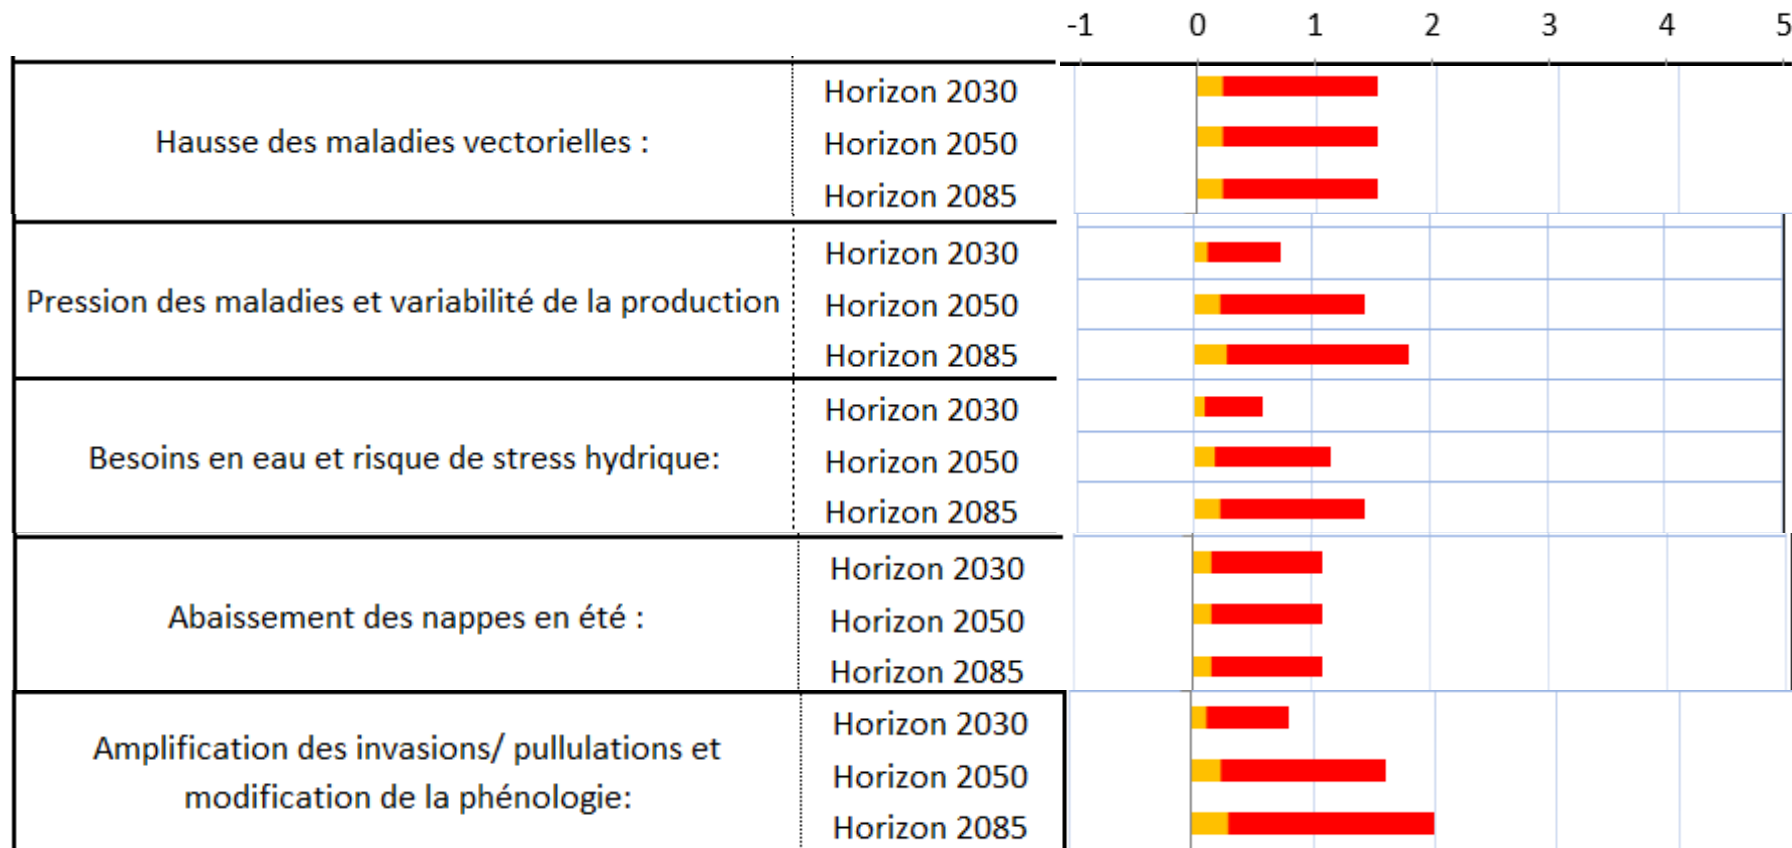 -1 0 1 2 3 4 5
Hausse des maladies vectorielles :
Horizon 2030
Horizon 2050
Horizon 2085
Pression des maladies et variabilité de la production
Horizon 2030
Horizon 2050
Horizon 2085
Besoins en eau et risque de stress hydrique:
Horizon 2030
Horizon 2050
Horizon 2085
Abaissement des nappes en été :
Horizon 2030
Horizon 2050
Horizon 2085
Amplification des invasions/ pullulations et
modification de la phénologie:
Horizon 2030
Horizon 2050
Horizon 2085